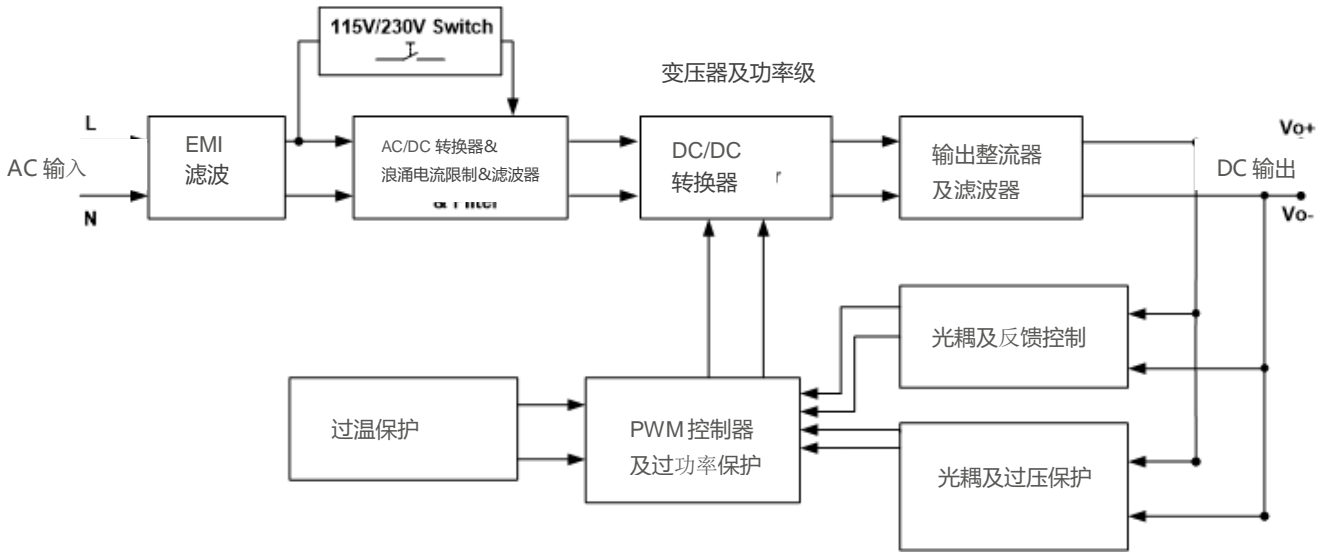 115V/230V Switch
变压器及功率级
L
AC 输入
N
EMI
滤波
AC/DC 转换器&
浪涌电流限制&滤波器
& Filter
DC/DC
转换器
输出整流器
及滤波器
Vo+
DC 输出
Vo-
光耦及反馈控制
过温保护
PWM 控制器
及过功率保护
光耦及过压保护